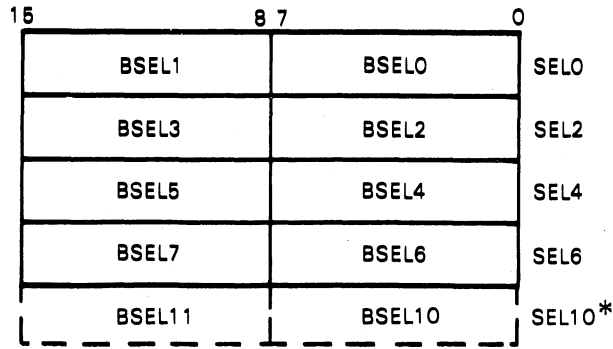 15 8 7 0
BSEL1 BSEL0 SEL0
BSEL3 BSEL2 SEL2
BSEL5 BSEL4 SEL4
BSEL7 BSEL6 SEL6
BSEL11 BSEL10 SEL10*